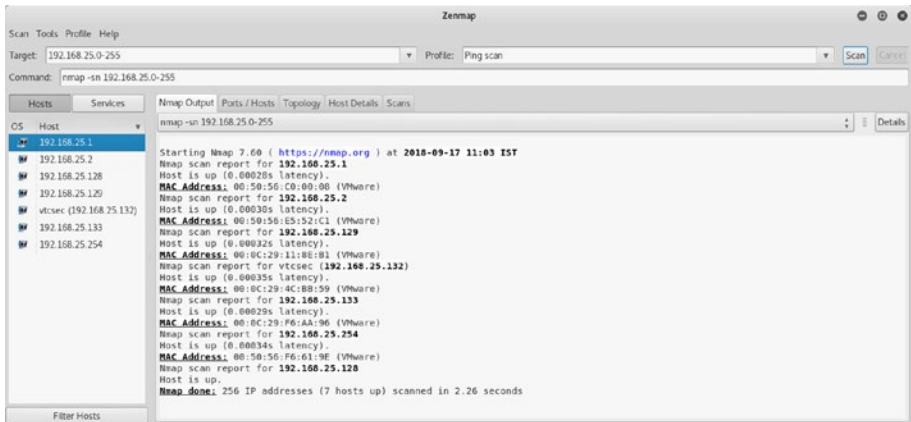 Zenmap
Scan Tools Profile Help
Target: 192.168.25.0-255 Profile: Ping scan Scan Cancel
Command: nmap -sn 192.168.25.0-255
Hosts Services
Nmap Output Ports / Hosts Topology Host Details Scans
OS Host
192.168.25.1
192.168.25.2
192.168.25.128
192.168.25.129
vtcsec (192.168.25.132)
192.168.25.133
192.168.25.254
Filter Hosts
nmap -sn 192.168.25.0-255 Details
Starting Nmap 7.60 ( https://nmap.org ) at 2018-09-17 11:03 IST
Nmap scan report for 192.168.25.1
Host is up (0.00028s latency).
MAC Address: 00:50:56:C0:00:08 (VMware)
Nmap scan report for 192.168.25.2
Host is up (0.00030s latency).
MAC Address: 00:50:56:E5:52:C1 (VMware)
Nmap scan report for 192.168.25.129
Host is up (0.00032s latency).
MAC Address: 00:0C:29:11:8E:B1 (VMware)
Nmap scan report for vtcsec (192.168.25.132)
Host is up (0.00035s latency).
MAC Address: 00:0C:29:4C:BB:59 (VMware)
Nmap scan report for 192.168.25.133
Host is up (0.00029s latency).
MAC Address: 00:0C:29:F6:AA:96 (VMware)
Nmap scan report for 192.168.25.254
Host is up (0.00034s latency).
MAC Address: 00:50:56:F6:61:9E (VMware)
Nmap scan report for 192.168.25.128
Host is up.
Nmap done: 256 IP addresses (7 hosts up) scanned in 2.26 seconds